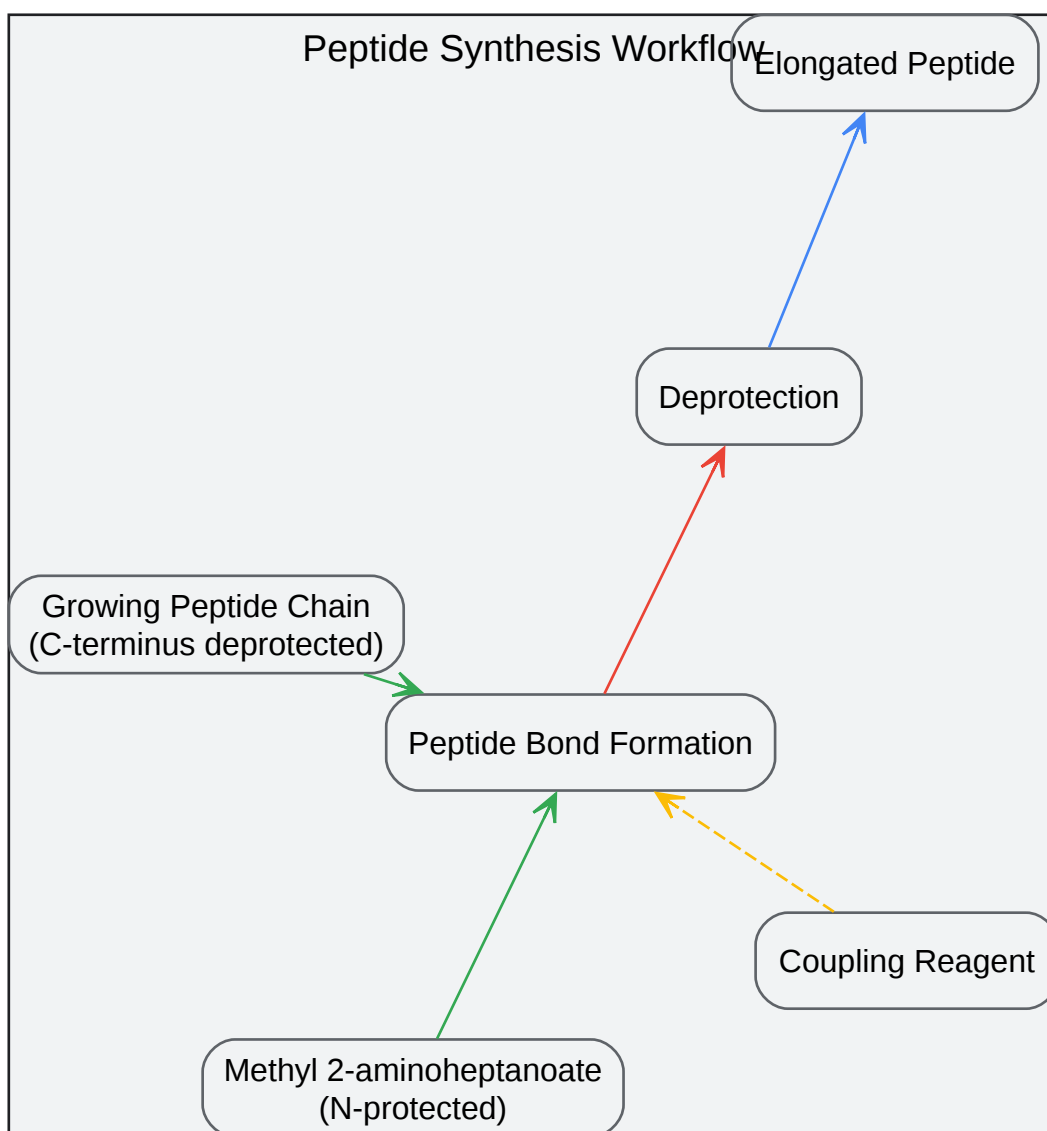 Peptide Synthesis Workflow
Elongated Peptide
Deprotection
Growing Peptide Chain
(C-terminus deprotected)
Peptide Bond Formation
Coupling Reagent
Methyl 2-aminoheptanoate
(N-protected)